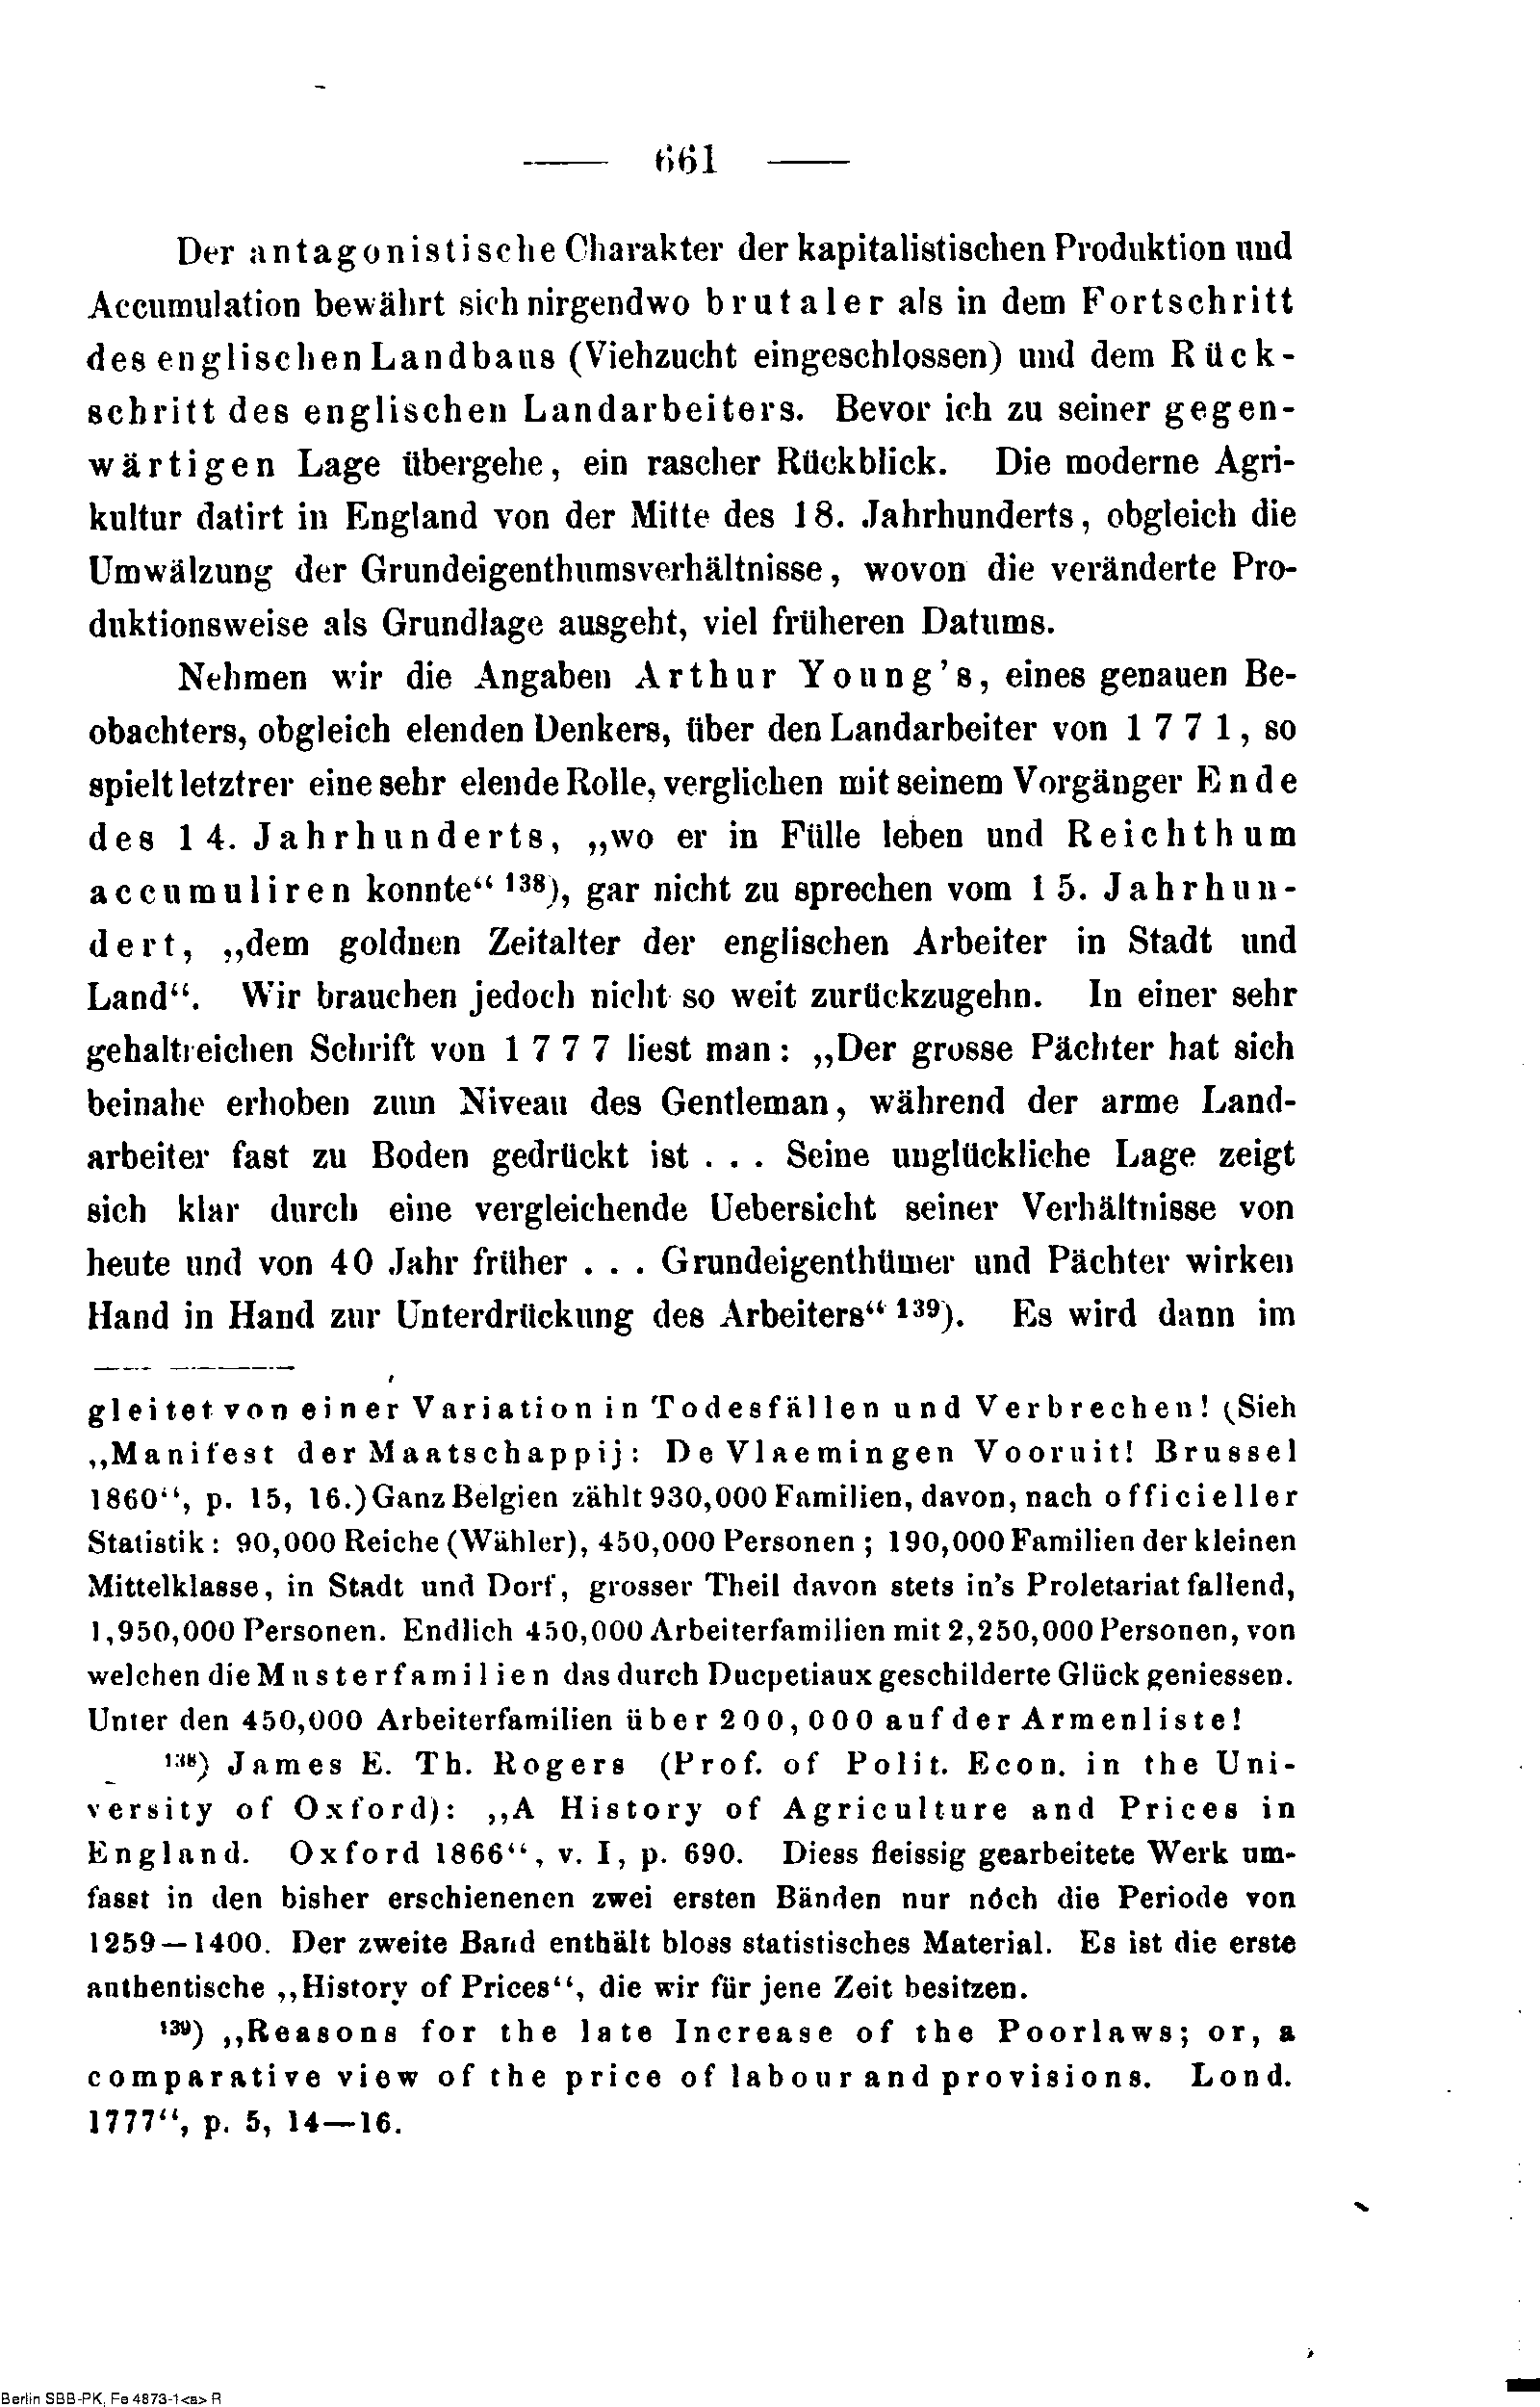 — 661 —
Der antagonistische Charakter der kapitalistischen Produktion und
Accumulation bewährt sich nirgendwo brutaler als in dem Fortschritt
des englischen Landbaus (Viehzucht eingeschlossen) und dem Rück-
schritt des englischen Landarbeiters. Bevor ich zu seiner gegen-
wärtigen Lage übergehe, ein rascher Rückblick. Die moderne Agri-
kultur datirt in England von der Mitte des 18. Jahrhunderts, obgleich die
Umwälzung der Grundeigenthumsverhältnisse, wovon die veränderte Pro-
duktionsweise als Grundlage ausgeht, viel früheren Datums.
Nehmen wir die Angaben Arthur Young's, eines genauen Be-
obachters, obgleich elenden Denkers, über den Landarbeiter von 1771, so
spielt letztrer eine sehr elende Rolle, verglichen mit seinem Vorgänger Ende
des 14. Jahrhunderts, „wo er in Fülle leben und Reichthum
accumuliren konnte“ 138), gar nicht zu sprechen vom 15. Jahrhun-
dert, „dem goldnen Zeitalter der englischen Arbeiter in Stadt und
Land“. Wir brauchen jedoch nicht so weit zurückzugehn. In einer sehr
gehaltreichen Schrift von 1777 liest man: „Der grosse Pächter hat sich
beinahe erhoben zum Niveau des Gentleman, während der arme Land-
arbeiter fast zu Boden gedrückt ist . . . Seine unglückliche Lage zeigt
sich klar durch eine vergleichende Uebersicht seiner Verhältnisse von
heute und von 40 Jahr früher . . . Grundeigenthümer und Pächter wirken
Hand in Hand zur Unterdrückung des Arbeiters“ 139). Es wird dann im
gleitet von einer Variation in Todesfällen und Verbrechen! (Sieh
„Manifest der Maatschappij: De Vlaemingen Vooruit! Brussel
1860“, p. 15, 16.) Ganz Belgien zählt 930,000 Familien, davon, nach officieller
Statistik: 90,000 Reiche (Wähler), 450,000 Personen; 190,000 Familien der kleinen
Mittelklasse, in Stadt und Dorf, grosser Theil davon stets in's Proletariat fallend,
1,950,000 Personen. Endlich 450,000 Arbeiterfamilien mit 2,250,000 Personen, von
welchen die Musterfamilien das durch Ducpetiaux geschilderte Glück geniessen.
Unter den 450,000 Arbeiterfamilien über 200,000 auf der Armenliste!
138) James E. Th. Rogers (Prof. of Polit. Econ. in the Uni-
versity of Oxford): „A History of Agriculture and Prices in
England. Oxford 1866“, v. I, p. 690. Diess fleissig gearbeitete Werk um-
fasst in den bisher erschienenen zwei ersten Bänden nur nóch die Periode von
1259—1400. Der zweite Band enthält bloss statistisches Material. Es ist die erste
authentische „History of Prices“, die wir für jene Zeit besitzen.
139) „Reasons for the late Increase of the Poorlaws; or, a
comparative view of the price of labour and provisions. Lond.
1777“, p. 5, 14—16.
Berlin SBB-PK, Fe 4873-1<a> R